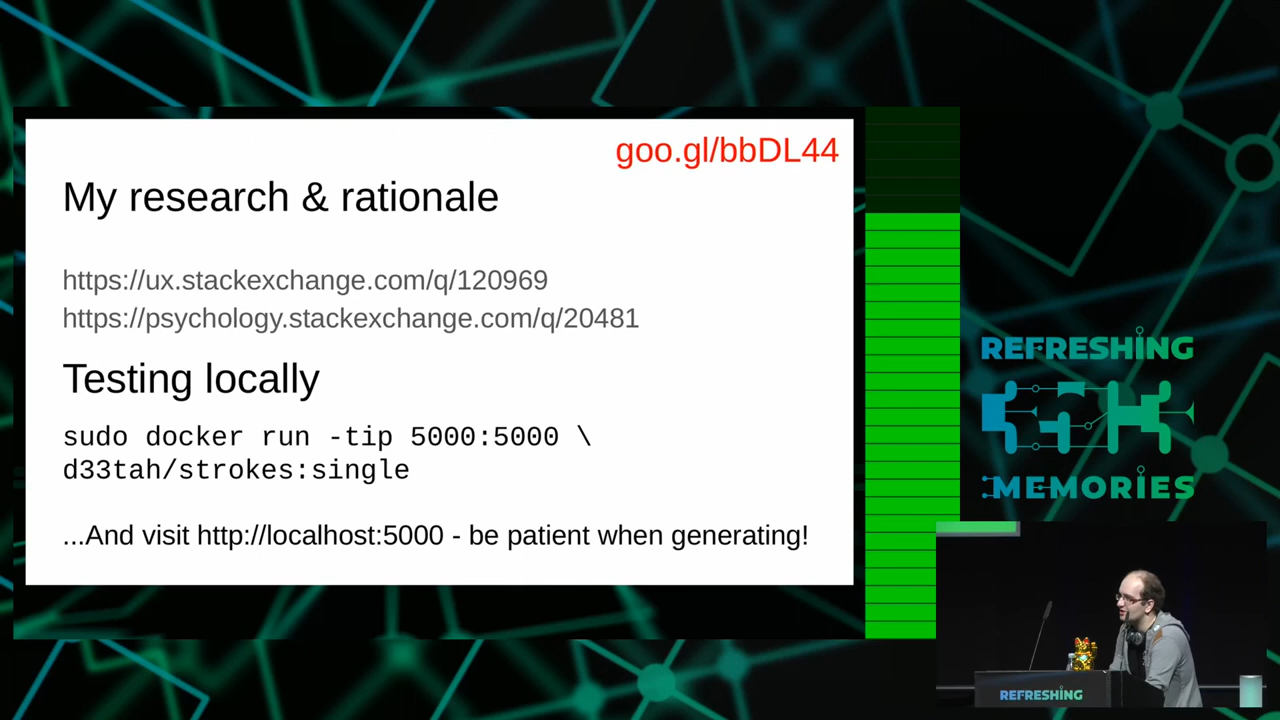 goo.gl/bbDL44
My research & rationale
https://ux.stackexchange.com/q/120969
https://psychology.stackexchange.com/q/20481
Testing locally
sudo docker run -tip 5000:5000 \
d33tah/strokes:single
...And visit http://localhost:5000 - be patient when generating!
REFRESHING
MEMORIES
REFRESHING